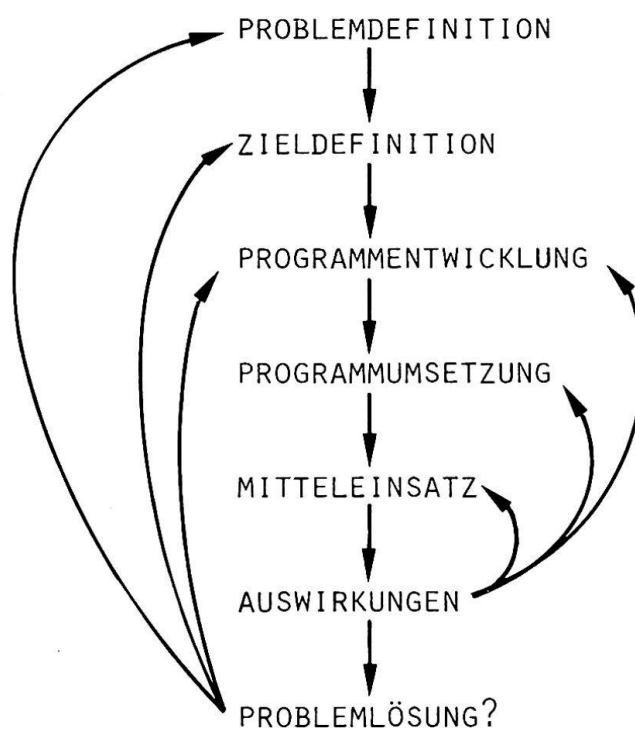 PROBLEMDEFINITION
ZIELDEFINITION
PROGRAMMENTWICKLUNG
PROGRAMMUMSETZUNG
MITTELEINSATZ
AUSWIRKUNGEN
PROBLEMLÖSUNG?